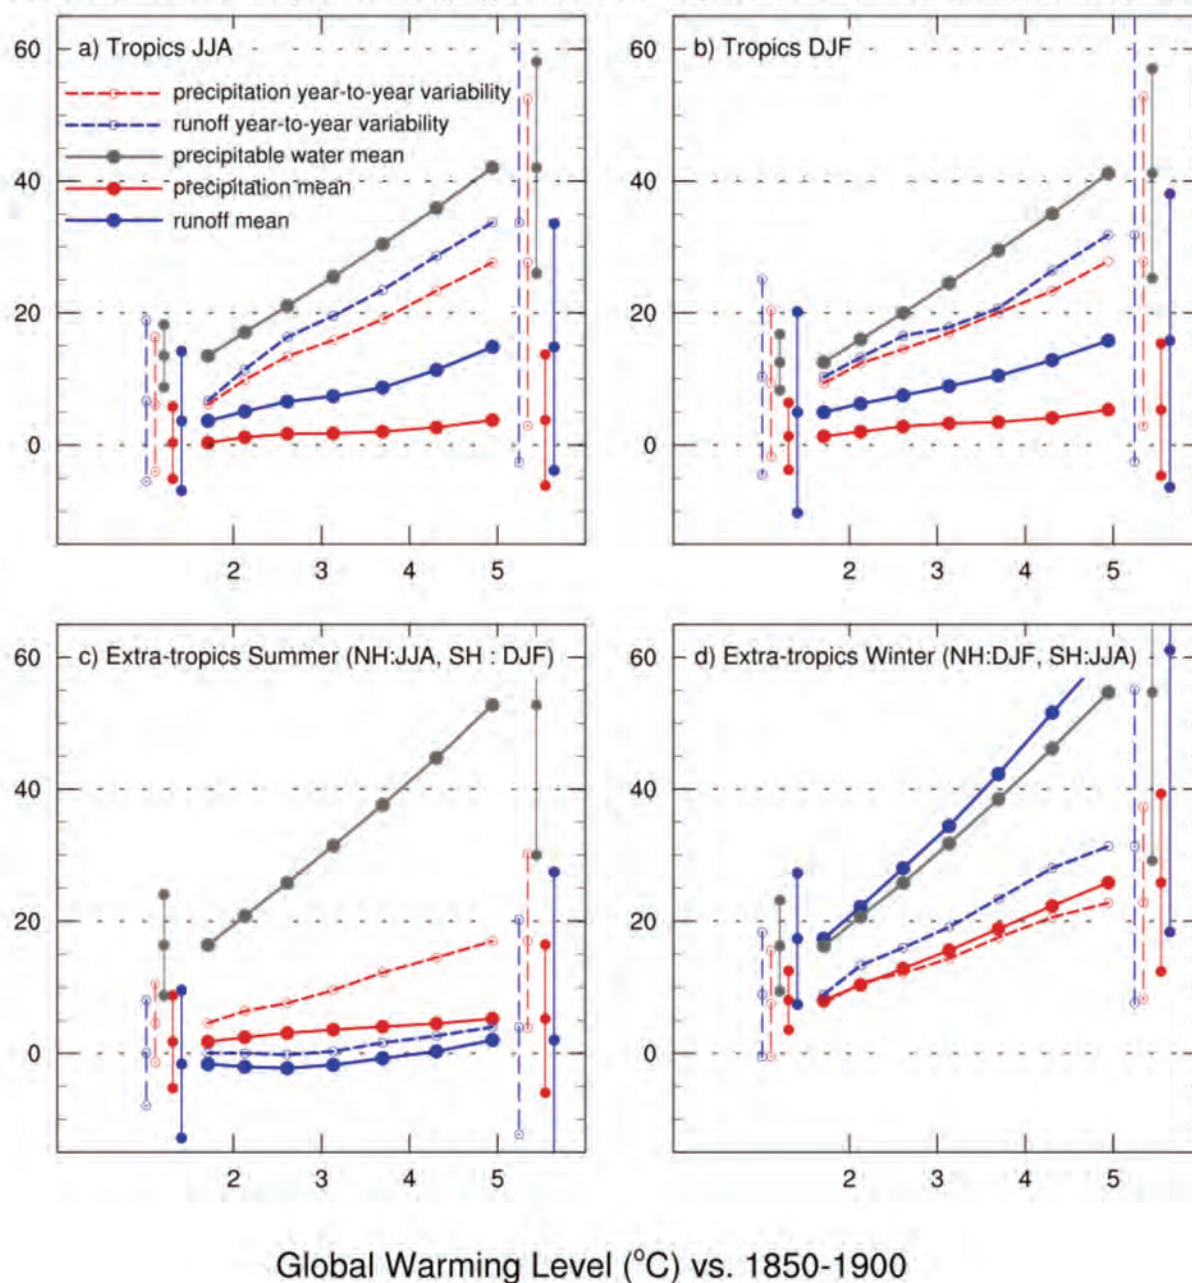 60
40
20
0
a) Tropics JJA
precipitation year-to-year variability
runoff year-to-year variability
precipitable water mean
precipitation mean
runoff mean
2 3 4 5
60
40
20
0
b) Tropics DJF
2 3 4 5
60
40
20
0
c) Extra-tropics Summer (NH:JJA, SH : DJF)
2 3 4 5
60
40
20
0
d) Extra-tropics Winter (NH:DJF, SH:JJA)
2 3 4 5
Global Warming Level (°C) vs. 1850-1900